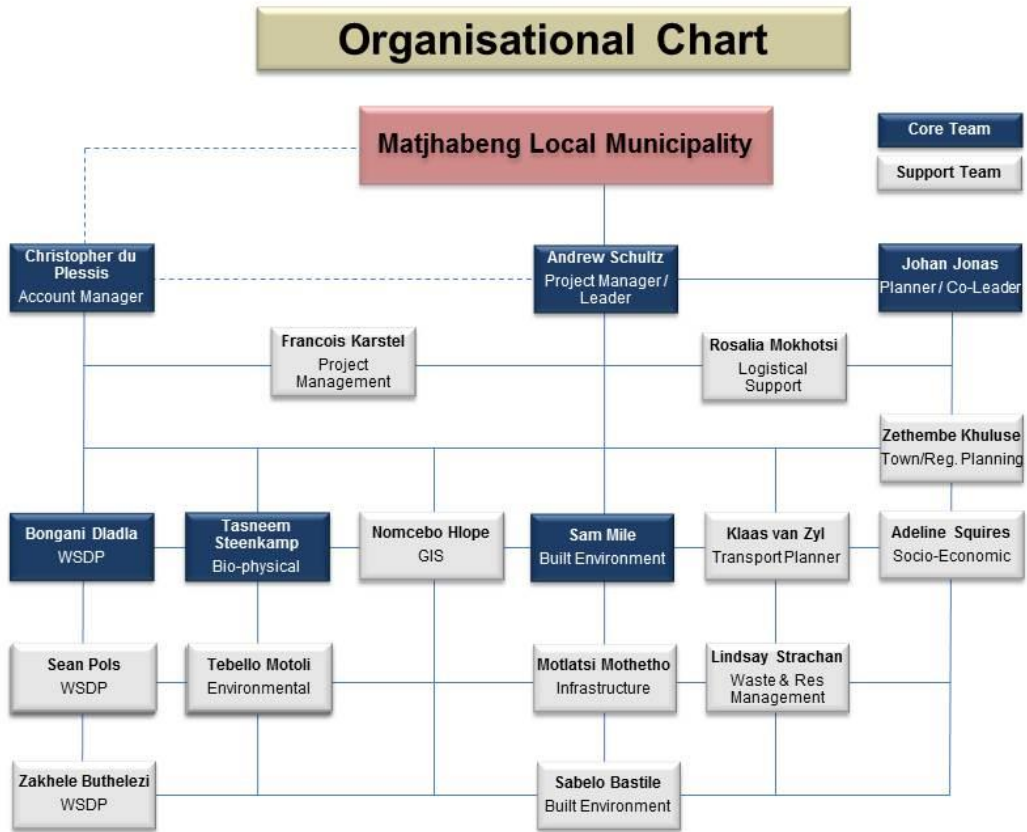 Organisational Chart
Matjhabeng Local Municipality
Core Team
Support Team
Christopher du
Plessis
Account Manager
Andrew Schultz
Project Manager /
Leader
Johan Jonas
Planner / Co-Leader
Francois Karstel
Project
Management
Rosalia Mokhotsi
Logistical
Support
Zethembe Khuluse
Town/Reg. Planning
Bongani Dladla
WSDP
Tasneem
Steenkamp
Bio-physical
Nomcebo Hlope
GIS
Sam Mile
Built Environment
Klaas van Zyl
Transport Planner
Adeline Squires
Socio-Economic
Sean Pols
WSDP
Tebello Motoli
Environmental
Motlatsi Mothetho
Infrastructure
Lindsay Strachan
Waste & Res
Management
Zakhele Buthelezi
WSDP
Sabelo Bastile
Built Environment